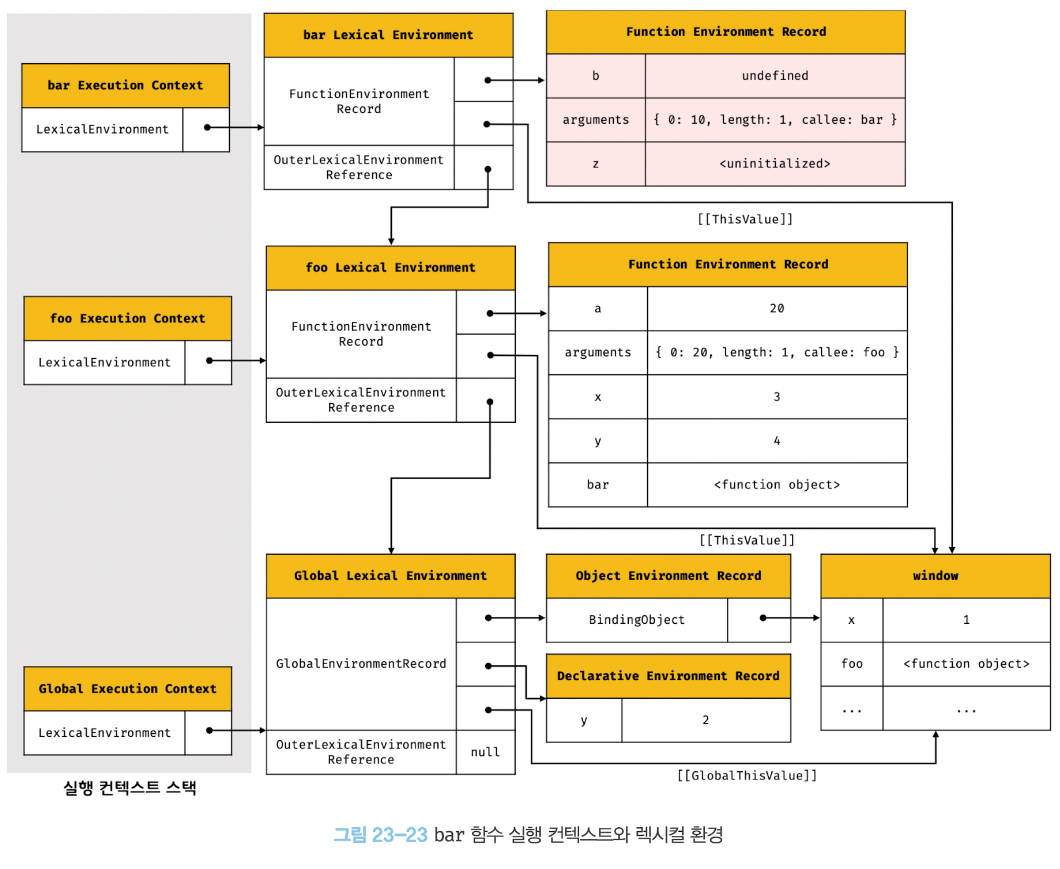 bar Execution Context
LexicalEnvironment
bar Lexical Environment
FunctionEnvironment
Record
OuterLexicalEnvironment
Reference
Function Environment Record
b undefined
arguments { 0: 10, length: 1, callee: bar }
z <uninitialized>
[[ThisValue]]
foo Execution Context
LexicalEnvironment
foo Lexical Environment
FunctionEnvironment
Record
OuterLexicalEnvironment
Reference
Function Environment Record
a 20
arguments { 0: 20, length: 1, callee: foo }
x 3
y 4
bar <function object>
[[ThisValue]]
Global Execution Context
LexicalEnvironment
Global Lexical Environment
GlobalEnvironmentRecord
OuterLexicalEnvironment
Reference
null
Object Environment Record
BindingObject
Declarative Environment Record
y 2
window
x 1
foo <function object>
... ...
[[GlobalThisValue]]
실행 컨텍스트 스택
그림 23-23 bar 함수 실행 컨텍스트와 렉시컬 환경